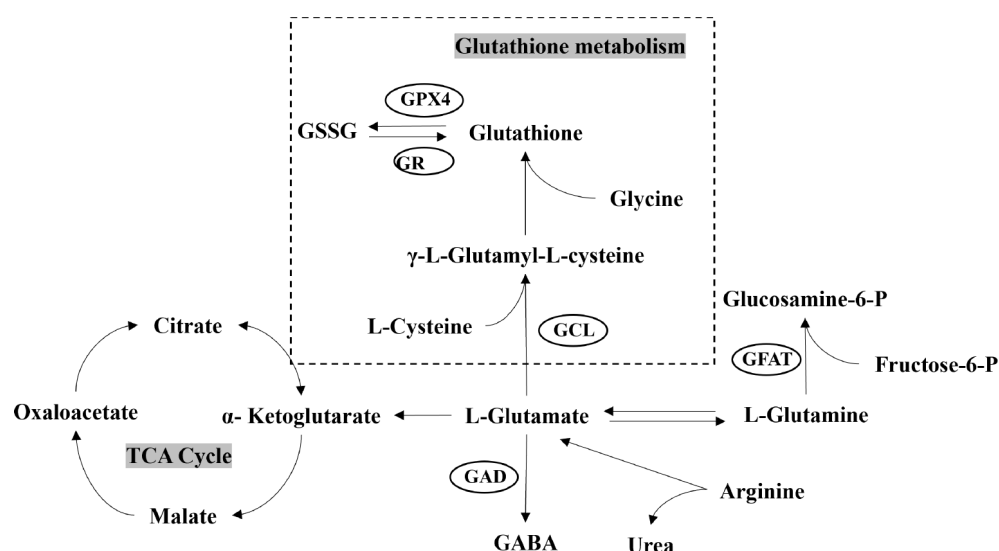 Glutathione metabolism
GPX4
GSSG
Glutathione
GR
Glycine
γ-L-Glutamyl-L-cysteine
Glucosamine-6-P
Citrate
L-Cysteine
GCL
GFAT
Fructose-6-P
Oxaloacetate
α- Ketoglutarate
L-Glutamate
L-Glutamine
TCA Cycle
GAD
Arginine
Malate
GABA
Urea